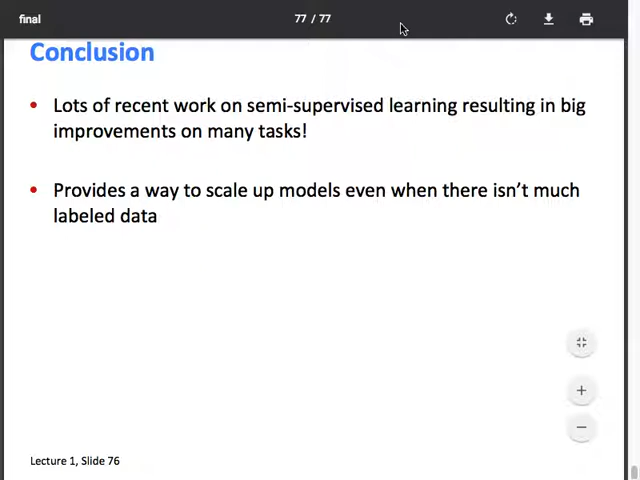 final
77 / 77
Conclusion
• Lots of recent work on semi-supervised learning resulting in big
improvements on many tasks!
• Provides a way to scale up models even when there isn't much
labeled data
Lecture 1, Slide 76